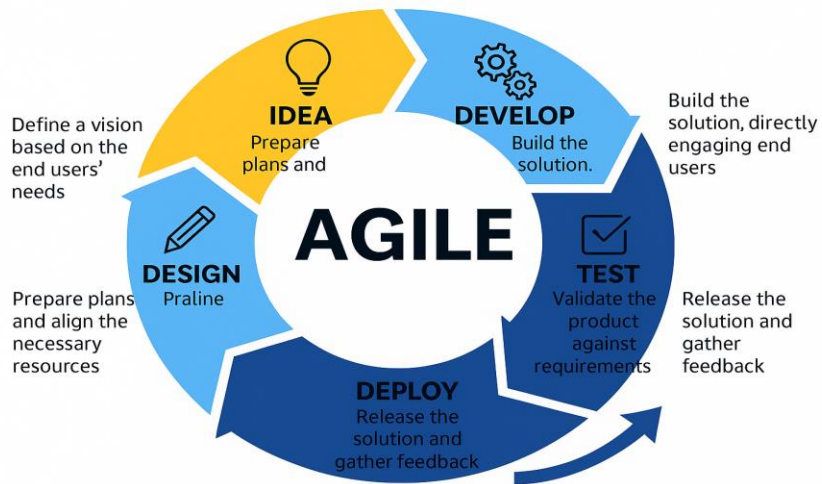 IDEA
Prepare
plans and
DEVELOP
Build the
solution.
Define a vision
based on the
end users'
needs
Build the
solution, directly
engaging end
users
AGILE
DESIGN
Praline
TEST
Validate the
product
against
requirements
Prepare plans
and align the
necessary
resources
Release the
solution and
gather
feedback
DEPLOY
Release the
solution and
gather feedback